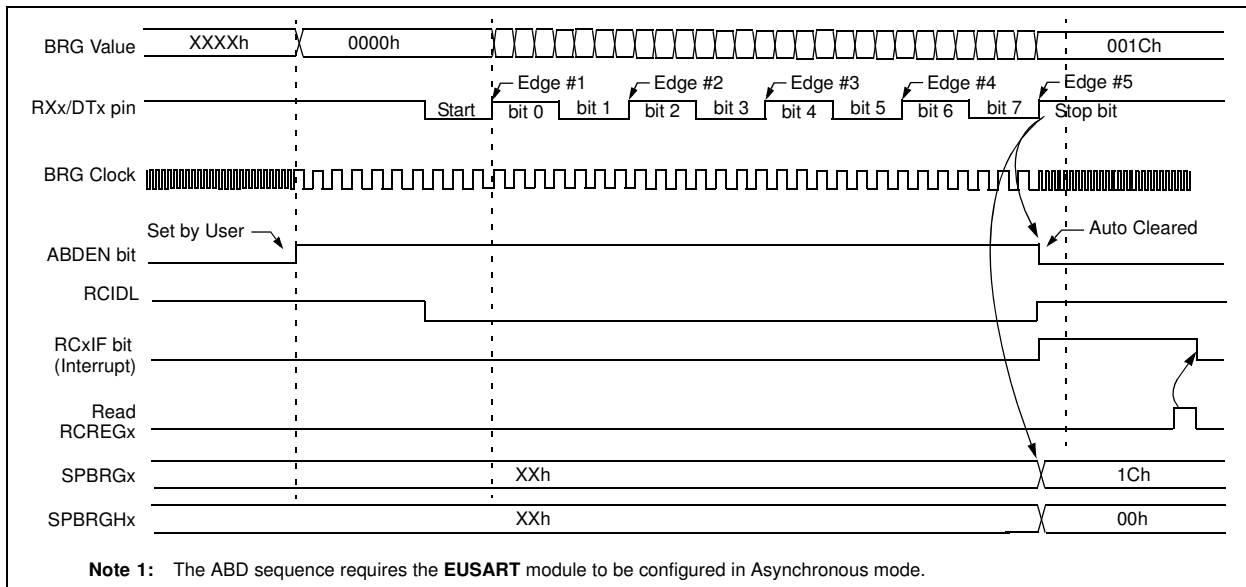 BRG Value XXXXh 0000h 001Ch
Edge #1 Edge #2 Edge #3 Edge #4 Edge #5
RXx/DTx pin Start bit 0 bit 1 bit 2 bit 3 bit 4 bit 5 bit 6 bit 7 Stop bit
BRG Clock
Set by User Auto Cleared
ABDEN bit
RCIDL
RCxIF bit
(Interrupt)
Read
RCREGx
SPBRGx XXh 1Ch
SPBRGHx XXh 00h
Note 1: The ABD sequence requires the EUSART module to be configured in Asynchronous mode.